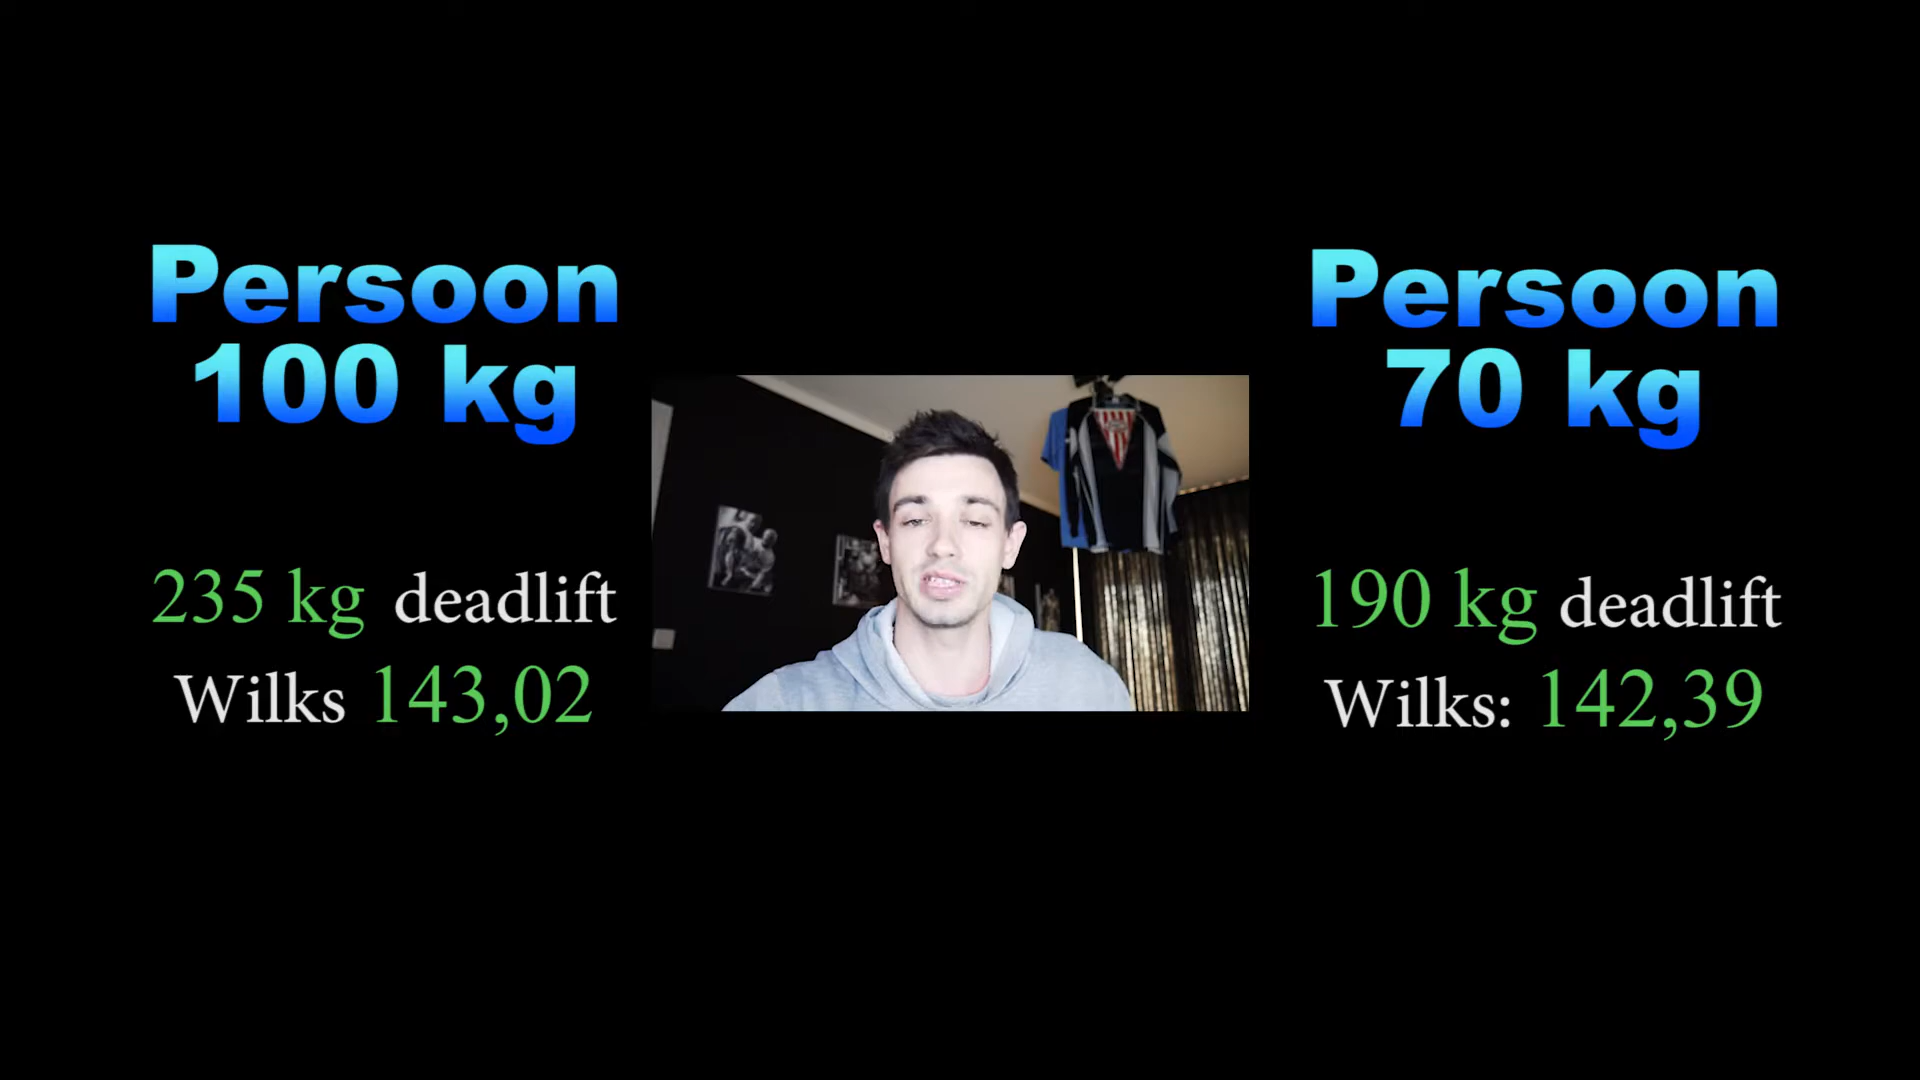 Persoon
100 kg
235 kg deadlift
Wilks 143,02
Persoon
70 kg
190 kg deadlift
Wilks: 142,39